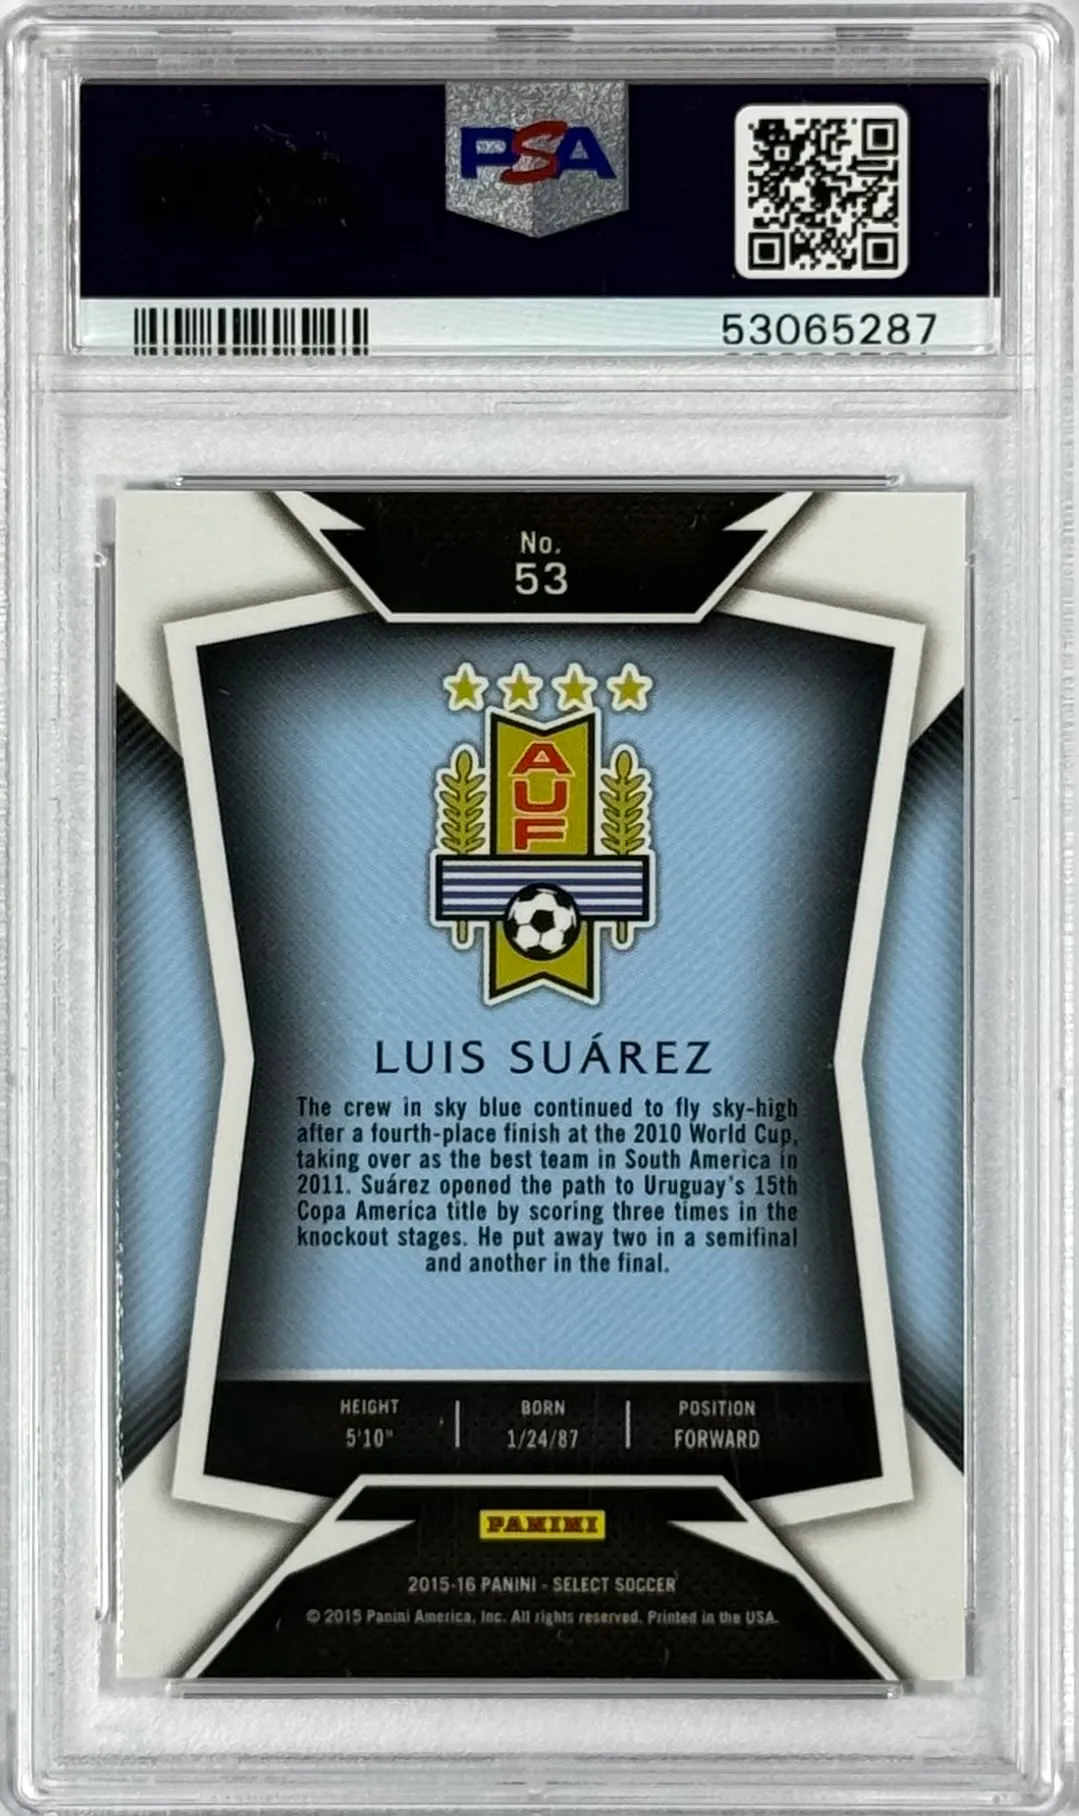 PSA
53065287
No.
53
AUF
LUIS SUÁREZ
The crew in sky blue continued to fly sky-high
after a fourth-place finish at the 2010 World Cup,
taking over as the best team in South America in
2011. Suárez opened the path to Uruguay's 15th
Copa America title by scoring three times in the
knockout stages. He put away two in a semifinal
and another in the final.
HEIGHT BORN POSITION
5'10" 1/24/87 FORWARD
PANINI
2015-16 PANINI - SELECT SOCCER
© 2015 Panini America, Inc. All rights reserved. Printed in the USA.